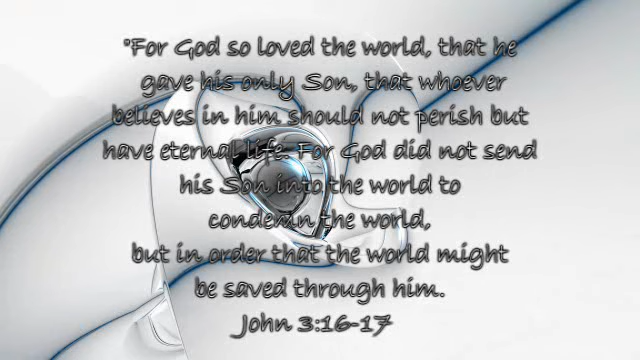 "For God so loved the world, that he
gave his only Son, that whoever
believes in him should not perish but
have eternal life. For God did not send
his Son into the world to
condemn the world,
but in order that the world might
be saved through him.
John 3:16-17